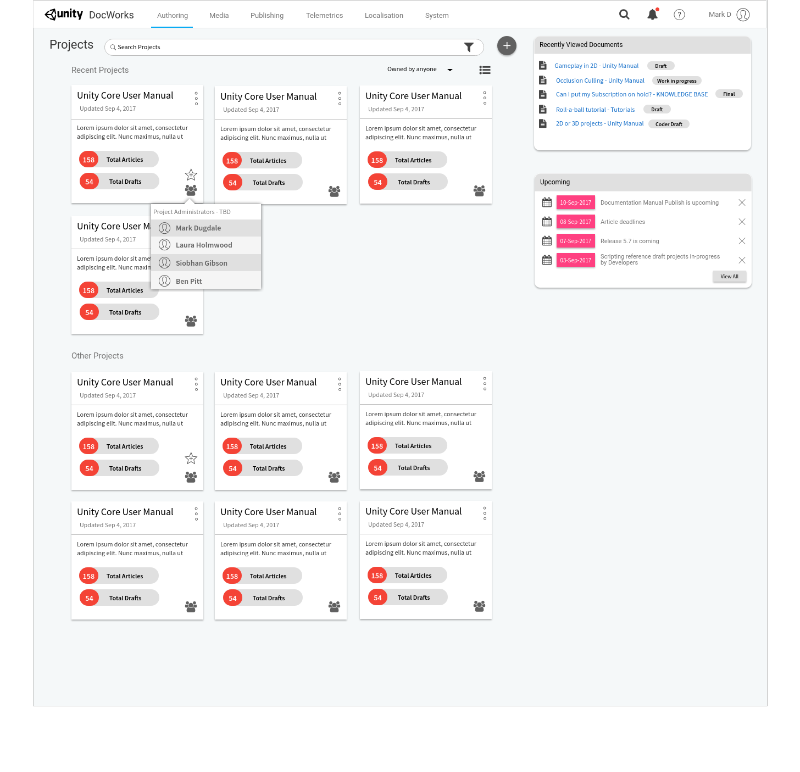 unity DocWorks Authoring Media Publishing Telemetrics Localisation System ? Mark D
Projects
Search Projects
+
Recent Projects
Owned by anyone
Unity Core User Manual
Updated Sep 4, 2017
Lorem ipsum dolor sit amet, consectetur
adipiscing elit. Nunc maximus, nulla ut
158 Total Articles
54 Total Drafts
Unity Core User Manual
Updated Sep 4, 2017
Lorem ipsum dolor sit amet, consectetur
adipiscing elit. Nunc maximus, nulla ut
158 Total Articles
54 Total Drafts
Unity Core User Manual
Updated Sep 4, 2017
Lorem ipsum dolor sit amet, consectetur
adipiscing elit. Nunc maximus, nulla ut
158 Total Articles
54 Total Drafts
Project Administrators - TBD
Mark Dugdale
Laura Holmwood
Siobhan Gibson
Ben Pitt
Unity Core User M
Updated Sep 4, 2017
Lorem ipsum dolor sit am
adipiscing elit. Nunc maxim
158 Total Articles
54 Total Drafts
Other Projects
Unity Core User Manual
Updated Sep 4, 2017
Lorem ipsum dolor sit amet, consectetur
adipiscing elit. Nunc maximus, nulla ut
158 Total Articles
54 Total Drafts
Unity Core User Manual
Updated Sep 4, 2017
Lorem ipsum dolor sit amet, consectetur
adipiscing elit. Nunc maximus, nulla ut
158 Total Articles
54 Total Drafts
Unity Core User Manual
Updated Sep 4, 2017
Lorem ipsum dolor sit amet, consectetur
adipiscing elit. Nunc maximus, nulla ut
158 Total Articles
54 Total Drafts
Unity Core User Manual
Updated Sep 4, 2017
Lorem ipsum dolor sit amet, consectetur
adipiscing elit. Nunc maximus, nulla ut
158 Total Articles
54 Total Drafts
Unity Core User Manual
Updated Sep 4, 2017
Lorem ipsum dolor sit amet, consectetur
adipiscing elit. Nunc maximus, nulla ut
158 Total Articles
54 Total Drafts
Unity Core User Manual
Updated Sep 4, 2017
Lorem ipsum dolor sit amet, consectetur
adipiscing elit. Nunc maximus, nulla ut
158 Total Articles
54 Total Drafts
Recently Viewed Documents
Gameplay in 2D - Unity Manual Draft
Occlusion Culling - Unity Manual Work in progress
Can I put my Subscription on hold? - KNOWLEDGE BASE Final
Roll-a-ball tutorial - Tutorials Draft
2D or 3D projects - Unity Manual Coder Draft
Upcoming
10-Sep-2017 Documentation Manual Publish is upcoming
08-Sep-2017 Article deadlines
07-Sep-2017 Release 5.7 is coming
03-Sep-2017 Scripting reference draft projects in-progress
by Developers
View All